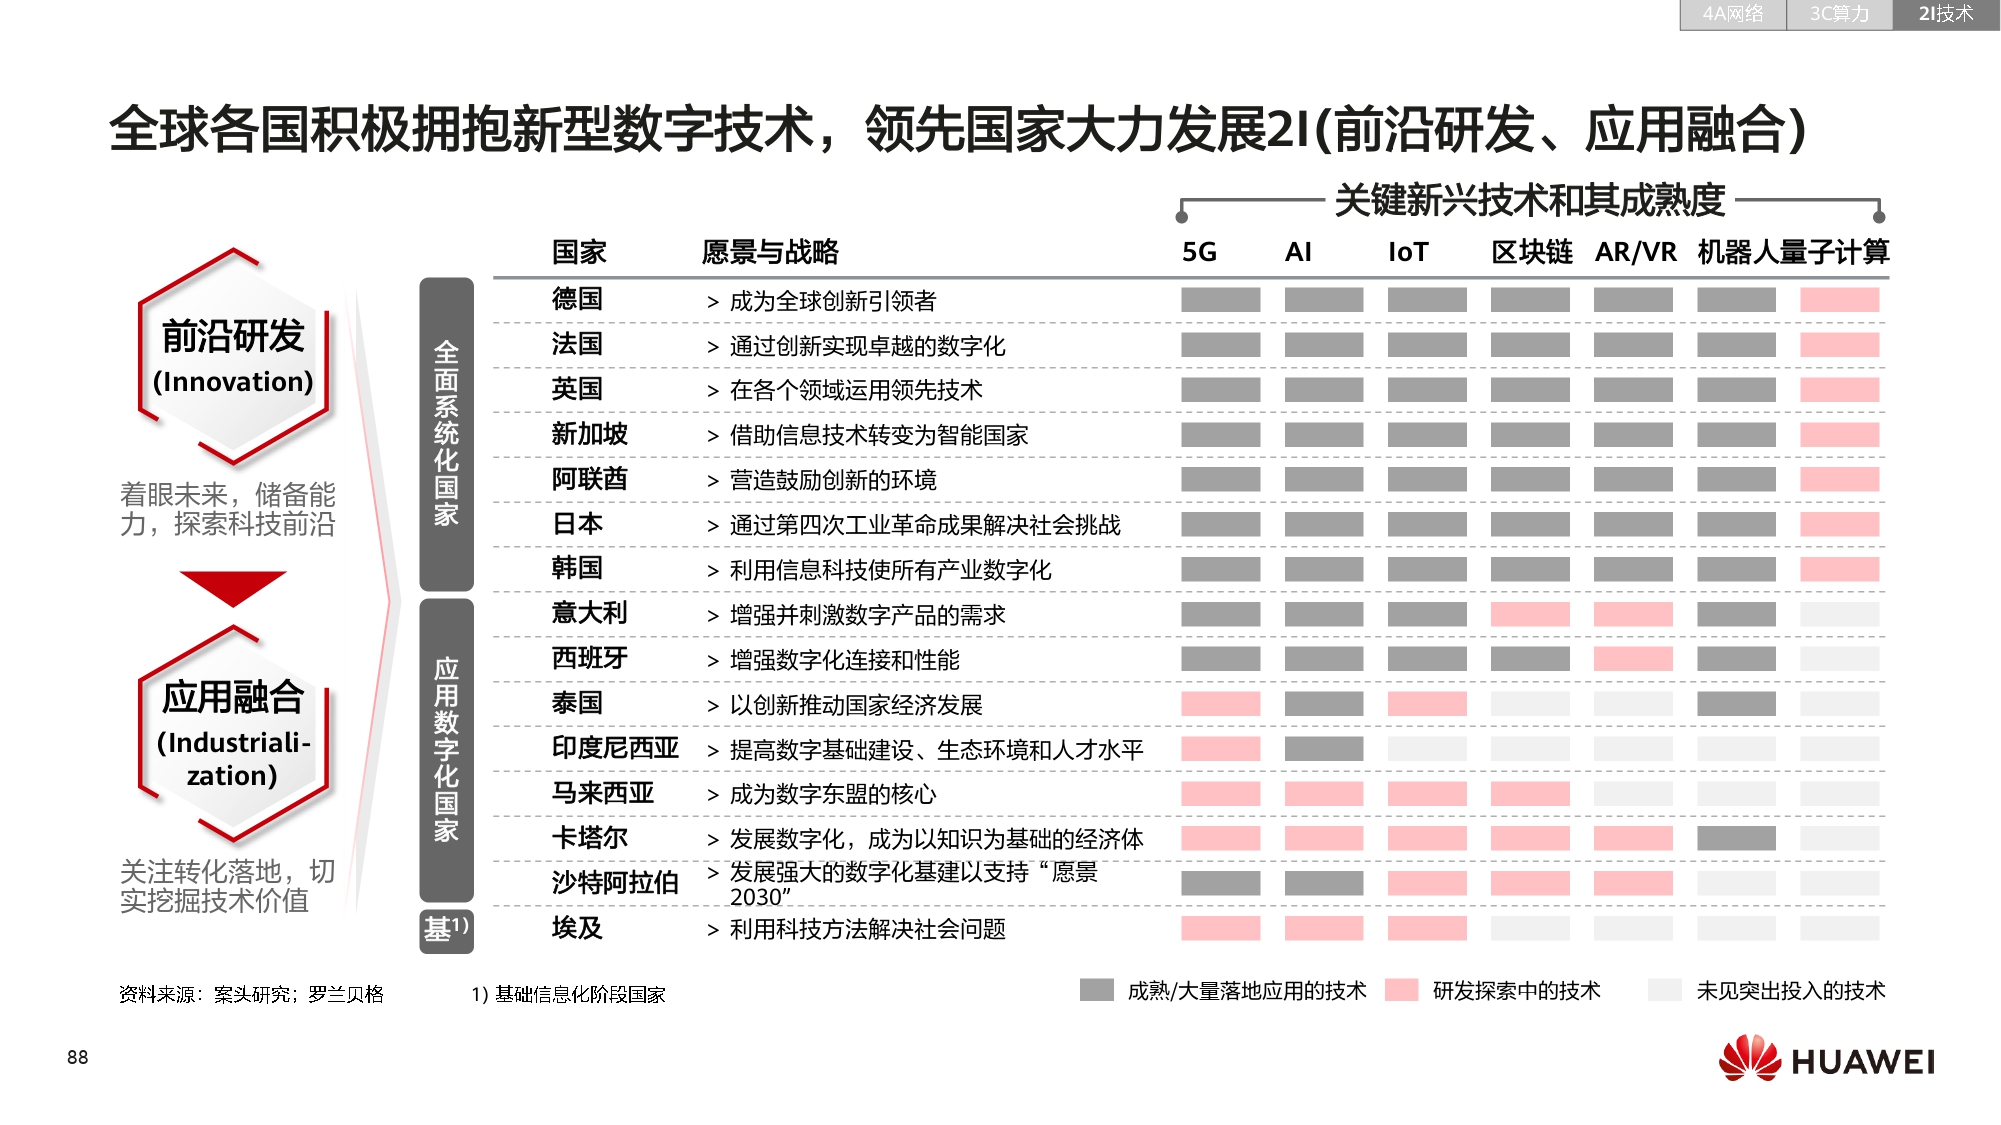 4A网络 3C算力 2I技术
全球各国积极拥抱新型数字技术，领先国家大力发展2I(前沿研发、应用融合)
关键新兴技术和其成熟度
国家 愿景与战略 5G AI IoT 区块链 AR/VR 机器人 量子计算
前沿研发
(Innovation)
着眼未来，储备能
力，探索科技前沿
应用融合
(Industriali-
zation)
关注转化落地，切
实挖掘技术价值
全面系统化国家
德国 > 成为全球创新引领者
法国 > 通过创新实现卓越的数字化
英国 > 在各个领域运用领先技术
新加坡 > 借助信息技术转变为智能国家
阿联酋 > 营造鼓励创新的环境
日本 > 通过第四次工业革命成果解决社会挑战
韩国 > 利用信息科技使所有产业数字化
应用数字化国家
意大利 > 增强并刺激数字产品的需求
西班牙 > 增强数字化连接和性能
泰国 > 以创新推动国家经济发展
印度尼西亚 > 提高数字基础建设、生态环境和人才水平
马来西亚 > 成为数字东盟的核心
卡塔尔 > 发展数字化，成为以知识为基础的经济体
沙特阿拉伯 > 发展强大的数字化基建以支持“愿景
2030”
基1)
埃及 > 利用科技方法解决社会问题
资料来源：案头研究；罗兰贝格 1) 基础信息化阶段国家
成熟/大量落地应用的技术 研发探索中的技术 未见突出投入的技术
88
HUAWEI